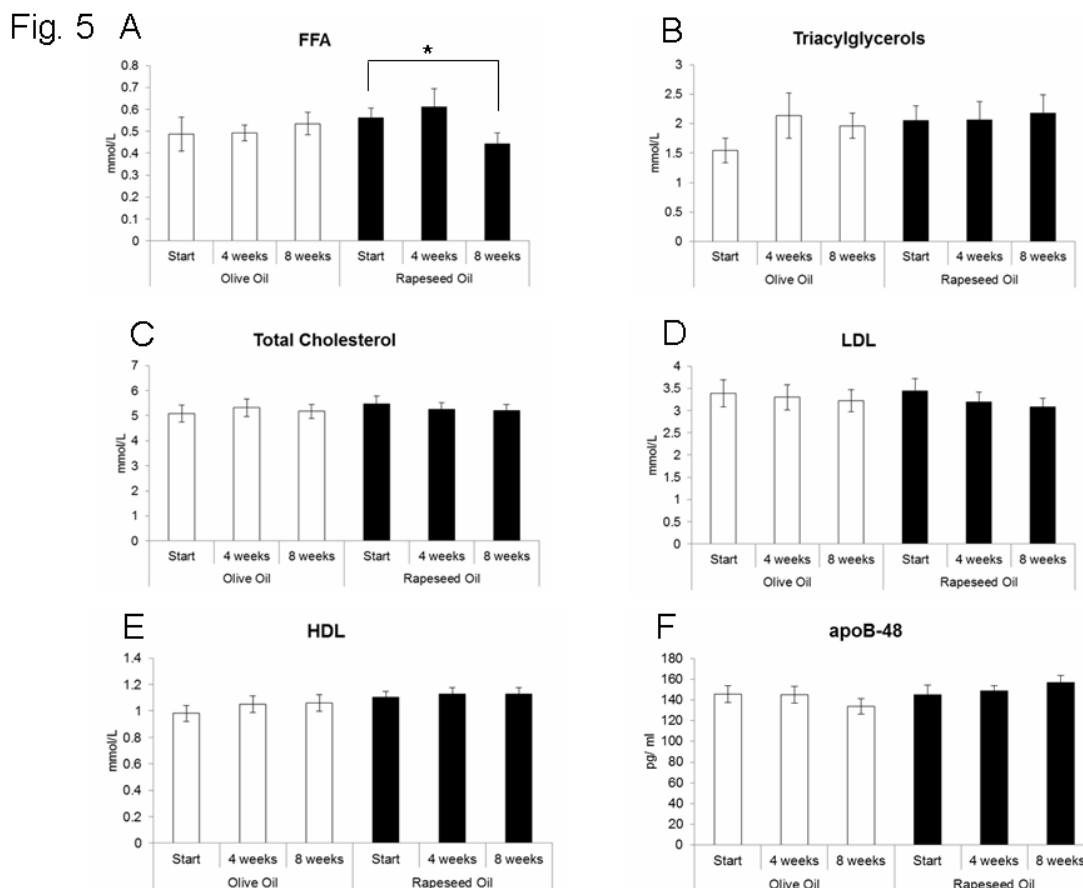 Fig. 5
A
FFA
*
mmol/L
0.8
0.7
0.6
0.5
0.4
0.3
0.2
0.1
0
Start 4 weeks 8 weeks Start 4 weeks 8 weeks
Olive Oil Rapeseed Oil
B
Triacylglycerols
mmol/L
3
2.5
2
1.5
1
0.5
0
Start 4 weeks 8 weeks Start 4 weeks 8 weeks
Olive Oil Rapeseed Oil
C
Total Cholesterol
mmol/L
7
6
5
4
3
2
1
0
Start 4 weeks 8 weeks Start 4 weeks 8 weeks
Olive Oil Rapeseed Oil
D
LDL
mmol/L
4
3.5
3
2.5
2
1.5
1
0.5
0
Start 4 weeks 8 weeks Start 4 weeks 8 weeks
Olive Oil Rapeseed Oil
E
HDL
mmol/L
1.4
1.2
1
0.8
0.6
0.4
0.2
0
Start 4 weeks 8 weeks Start 4 weeks 8 weeks
Olive Oil Rapeseed Oil
F
apoB-48
pg/ ml
180
160
140
120
100
80
60
40
20
0
Start 4 weeks 8 weeks Start 4 weeks 8 weeks
Olive Oil Rapeseed Oil